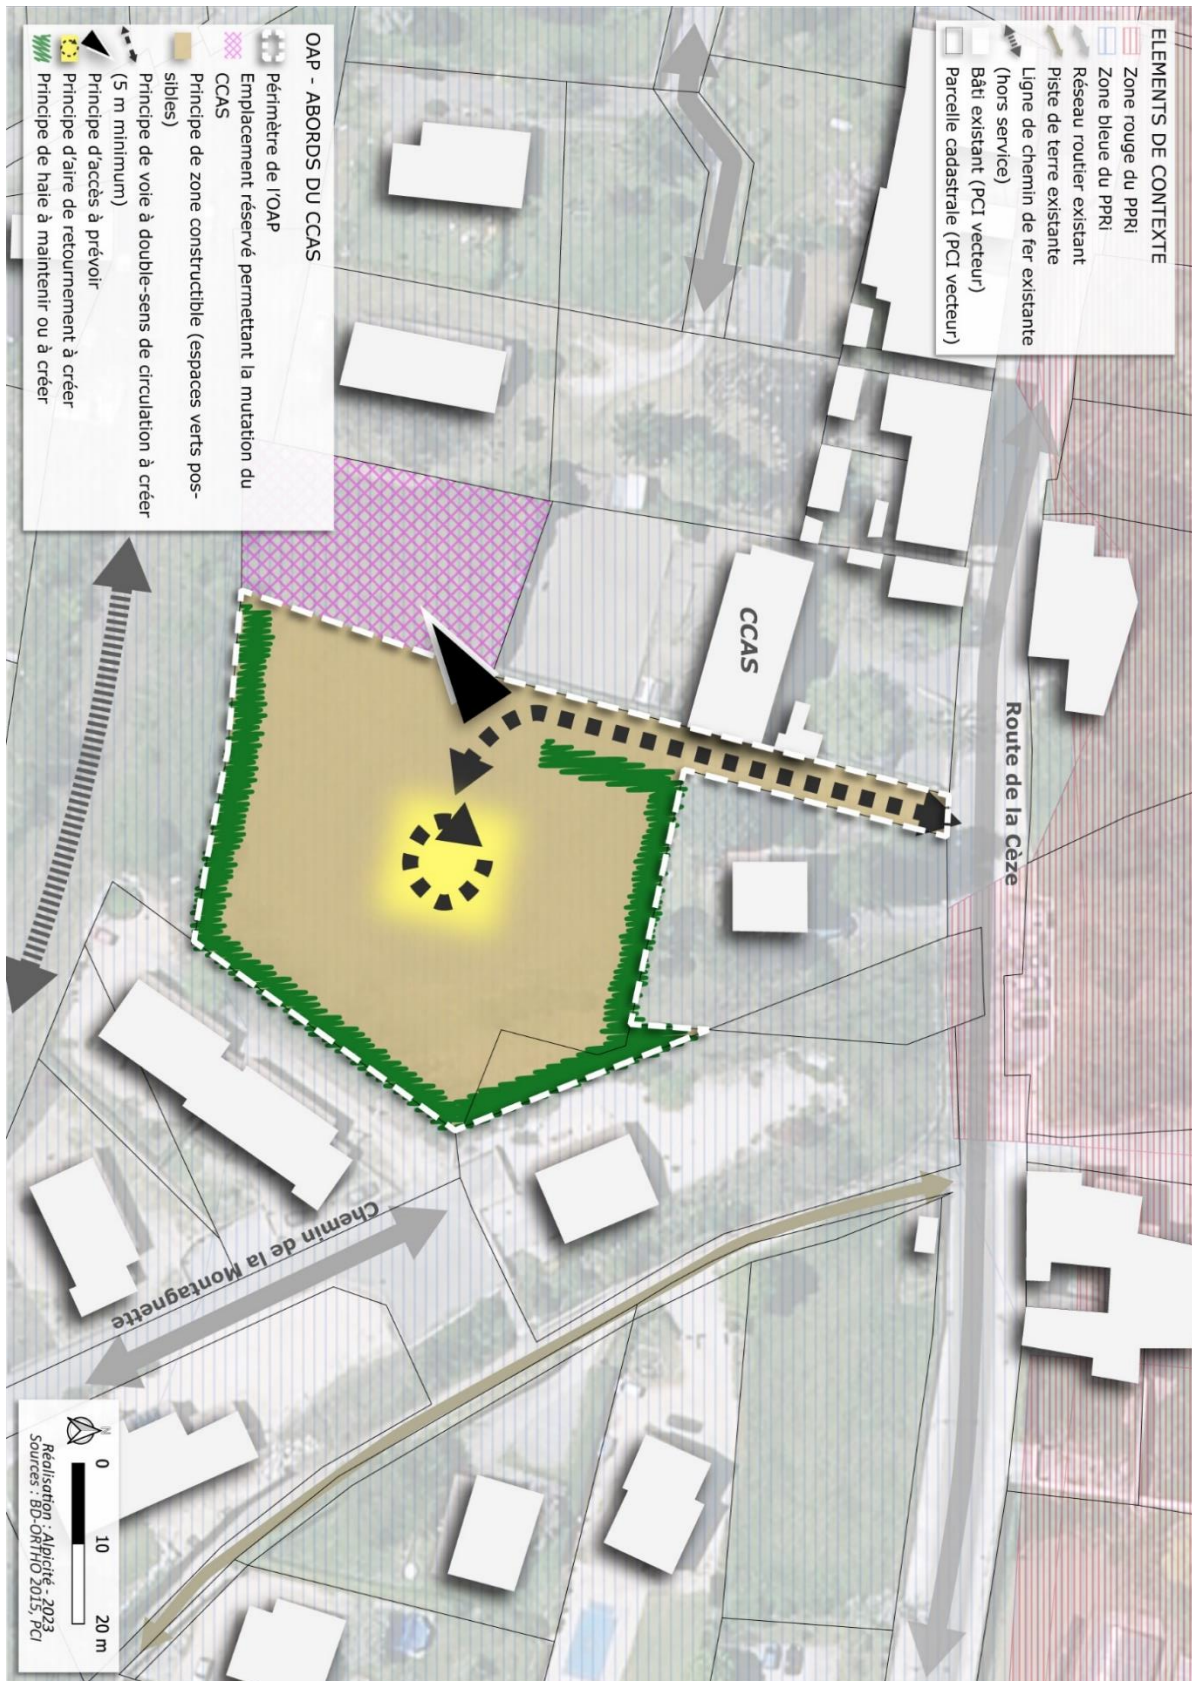 ELEMENTS DE CONTEXTE
Zone rouge du PPRi
Zone bleue du PPRi
Réseau routier existant
Piste de terre existante
Ligne de chemin de fer existante
(hors service)
Bâti existant (PCI vecteur)
Parcelle cadastrale (PCI vecteur)
Route de la Cèze
CCAS
Chemin de la Montagnette
OAP - ABORDS DU CCAS
Périmètre de l'OAP
Emplacement réservé permettant la mutation du
CCAS
Principe de zone constructible (espaces verts pos-
sibles)
Principe de voie à double-sens de circulation à créer
(5 m minimum)
Principe d'accès à prévoir
Principe d'aire de retournement à créer
Principe de haie à maintenir ou à créer
N
0 10 20 m
Réalisation : Alpicité - 2023
Sources : BD-ORTHO 2015, PCI